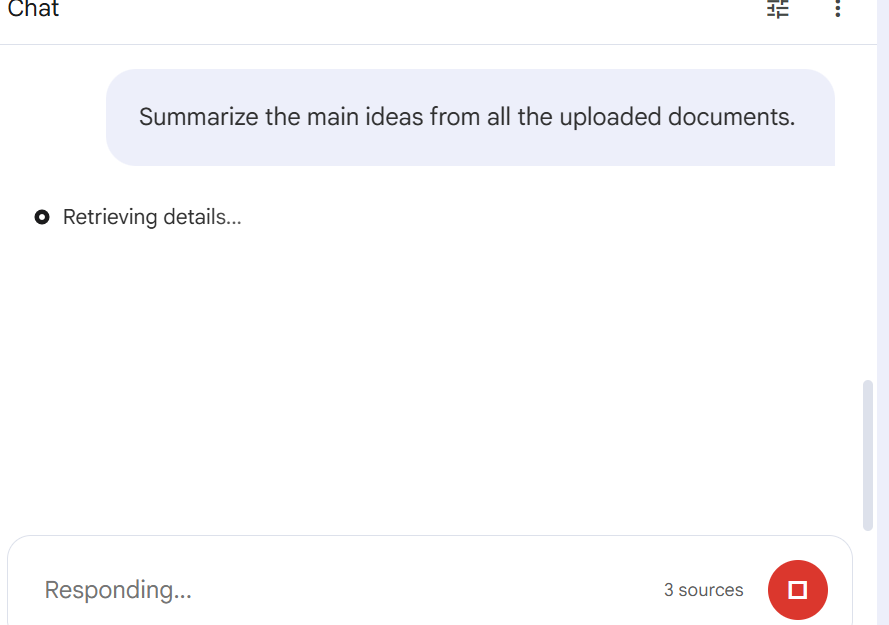 Chat
Summarize the main ideas from all the uploaded documents.
Retrieving details...
Responding...
3 sources